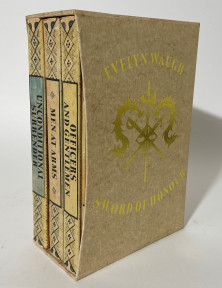 UNCONDITIONAL
SURRENDER
MEN AT ARMS
OFFICERS
AND GENTLEMEN
EVELYN WAUGH
SWORD OF HONOUR